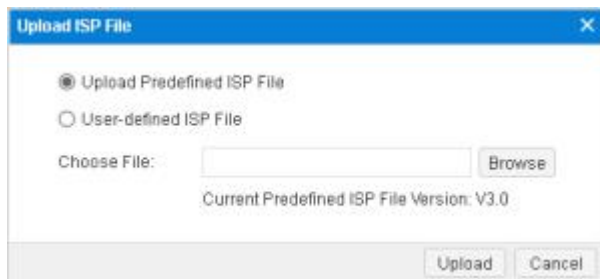 Upload ISP File
Upload Predefined ISP File
User-defined ISP File
Choose File: Browse
Current Predefined ISP File Version: V3.0
Upload Cancel